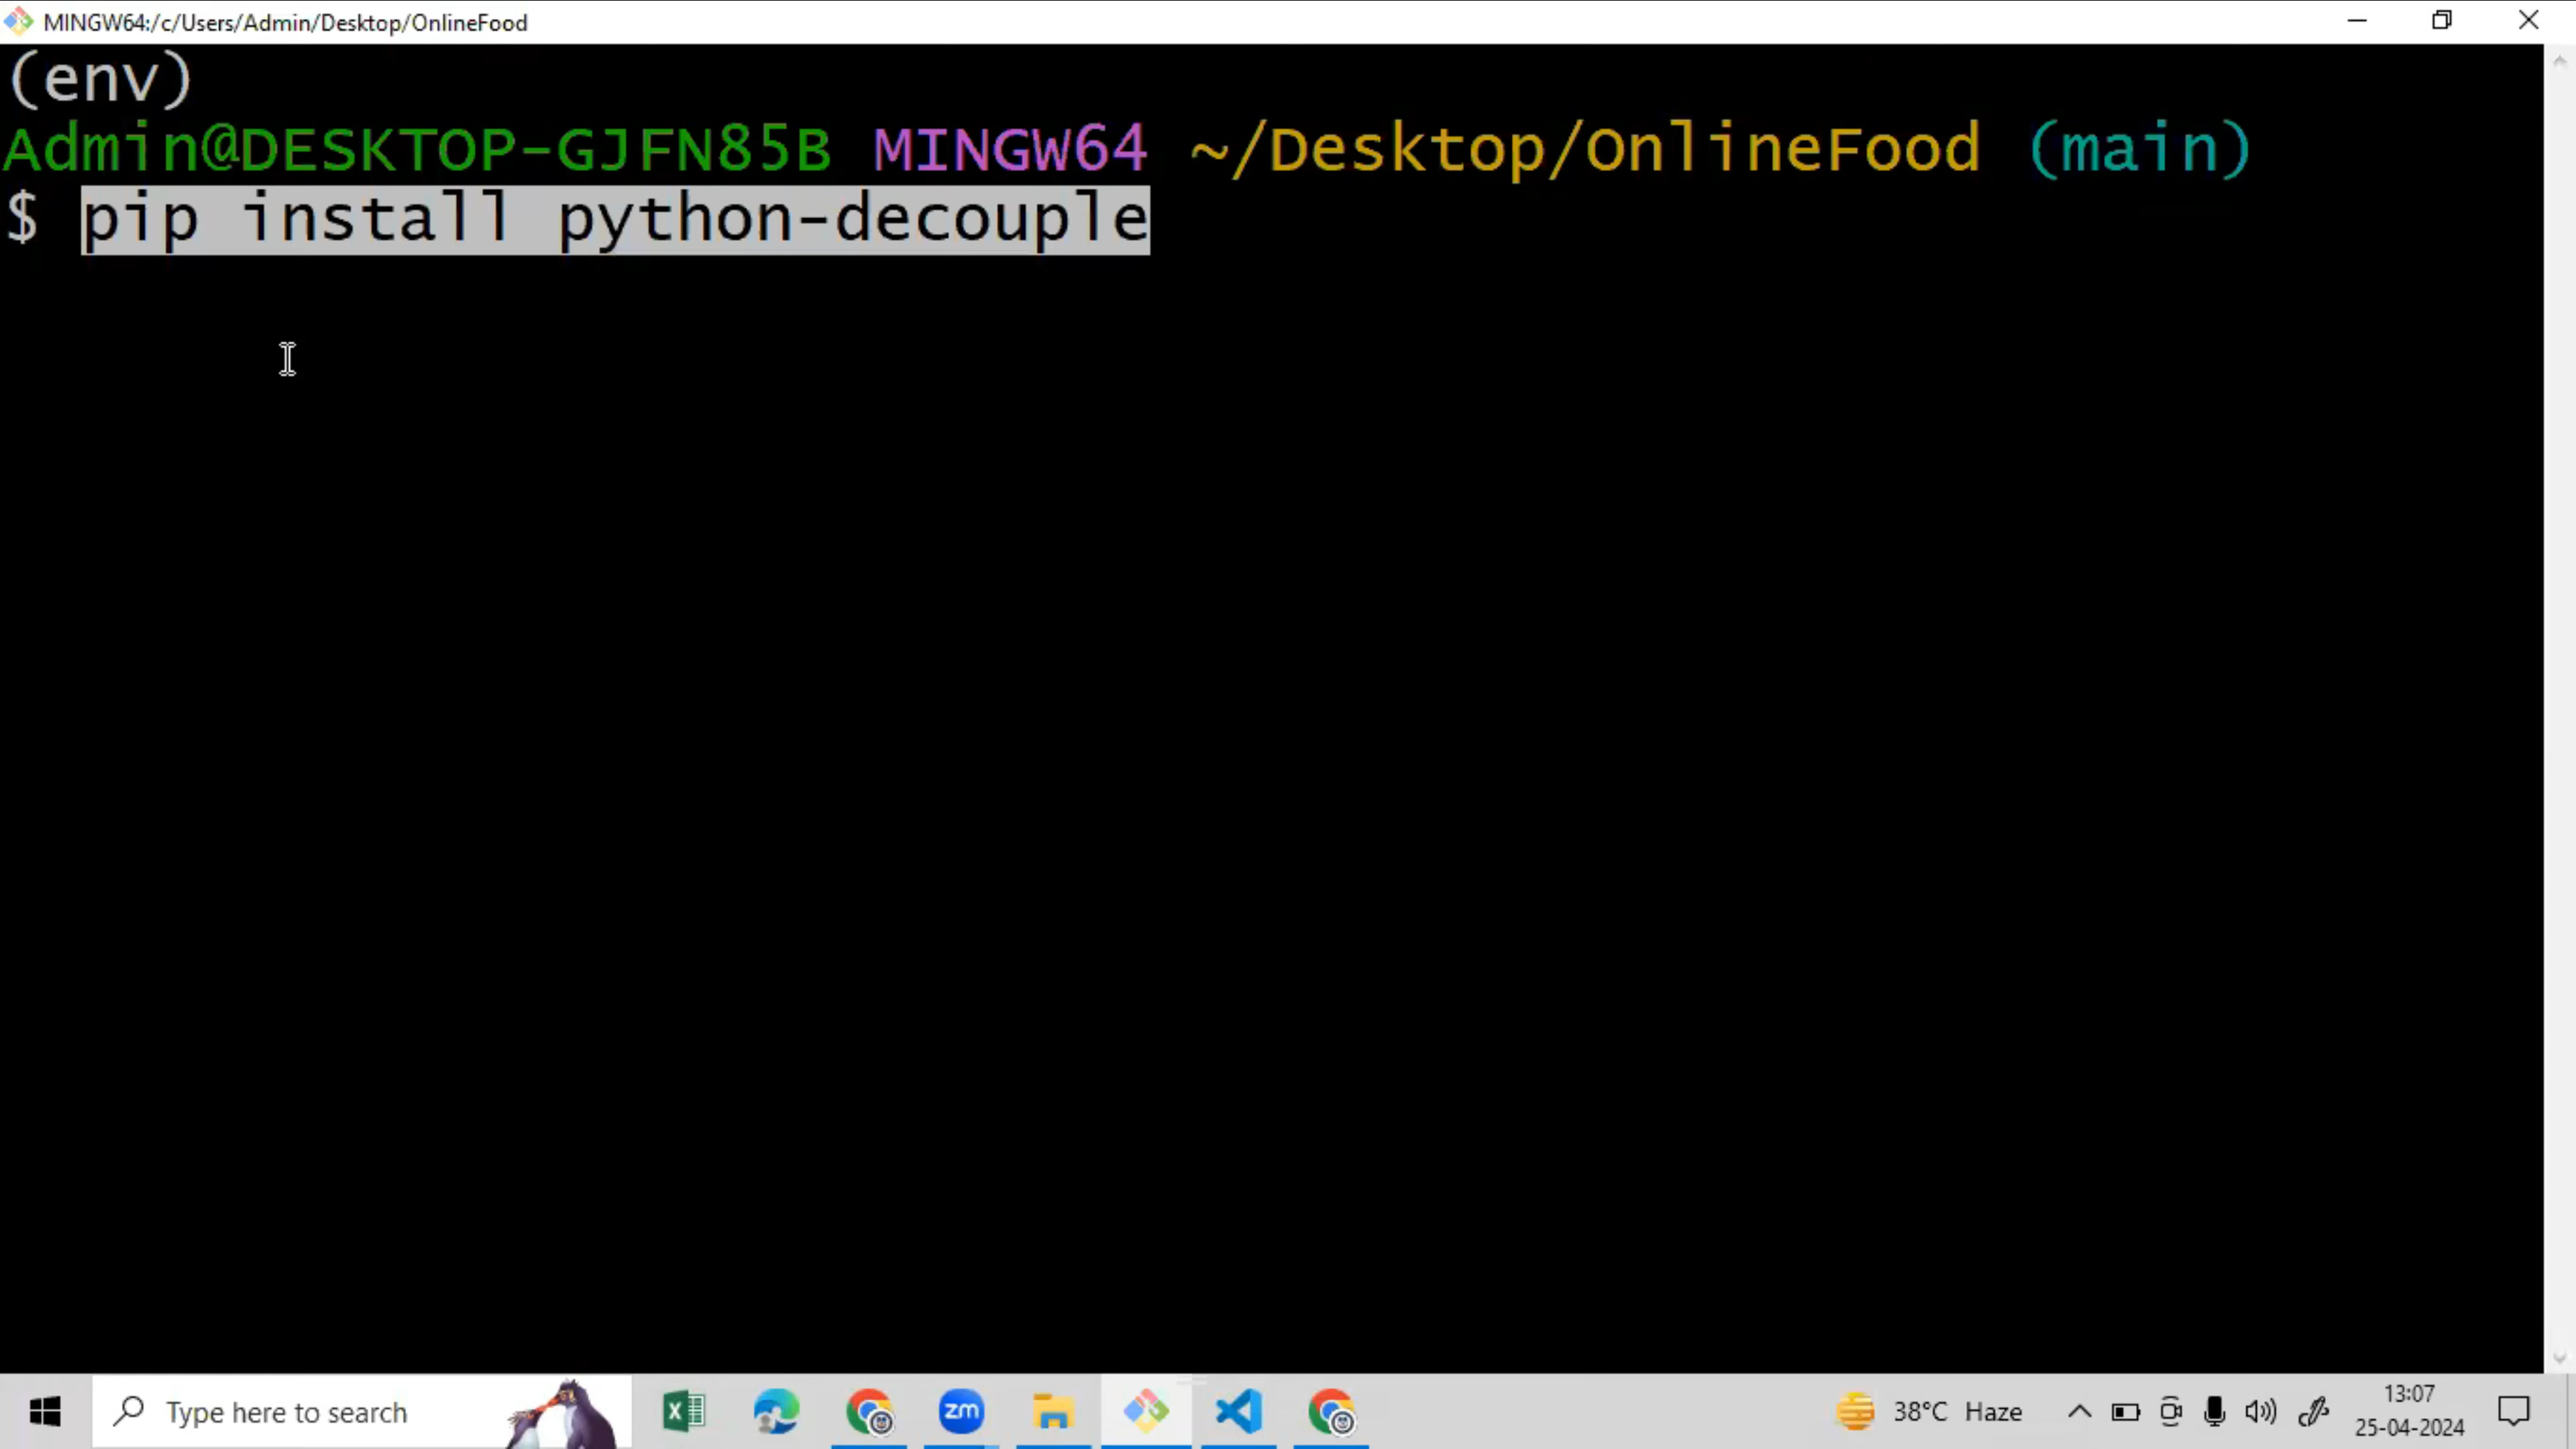 MINGW64:/c/Users/Admin/Desktop/OnlineFood
(env)
Admin@DESKTOP-GJFN85B MINGW64 ~/Desktop/OnlineFood (main)
$ pip install python-decouple
Type here to search
zm
38°C Haze
13:07
25-04-2024